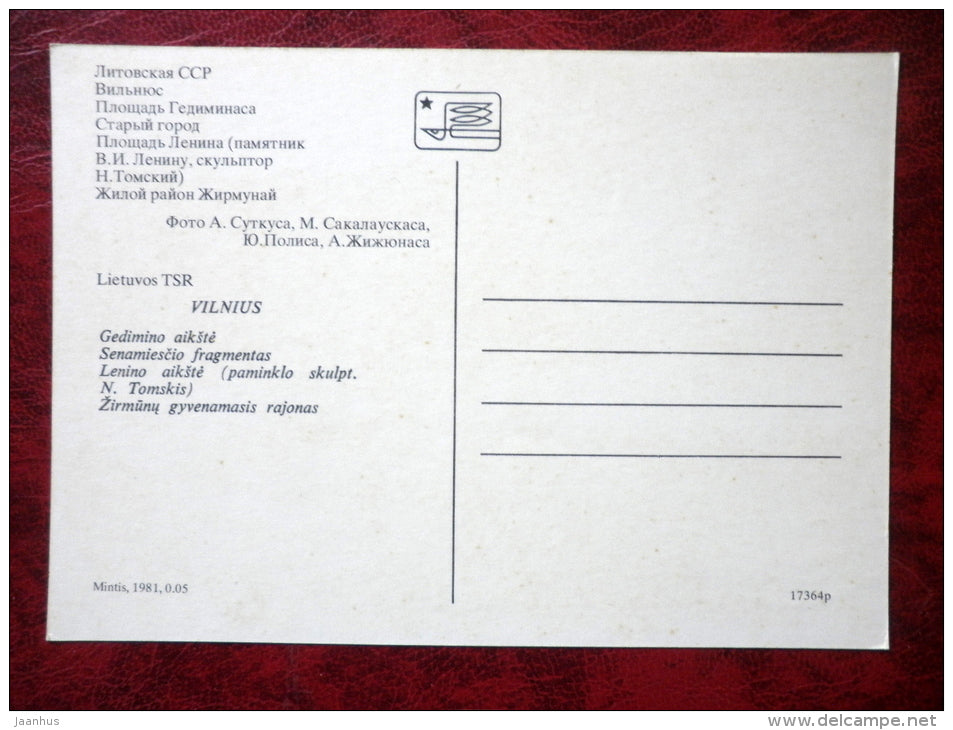 Литовская ССР
Вильнюс
Площадь Гедиминаса
Старый город
Площадь Ленина (памятник
В.И. Ленину, скульптор
Н.Томский)
Жилой район Жирмунай
Фото А. Суткуса, М. Сакалаускаса,
Ю.Полиса, А.Жижюнаса
Lietuvos TSR
VILNIUS
Gedimino aikštė
Senamiesčio fragmentas
Lenino aikštė (paminklo skulpt.
N. Tomskis)
Žirmūnų gyvenamasis rajonas
Mintis, 1981, 0.05
17364р
jaanhus
www.delcampe.net